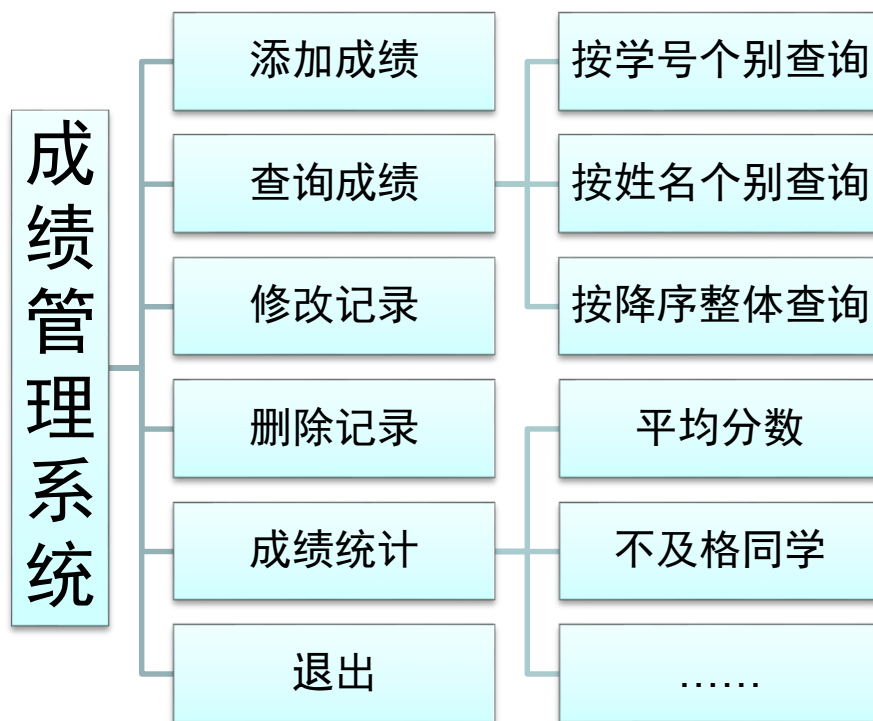 成绩管理系统
添加成绩
查询成绩
按学号个别查询
按姓名个别查询
按降序整体查询
修改记录
删除记录
成绩统计
平均分数
不及格同学
......
退出